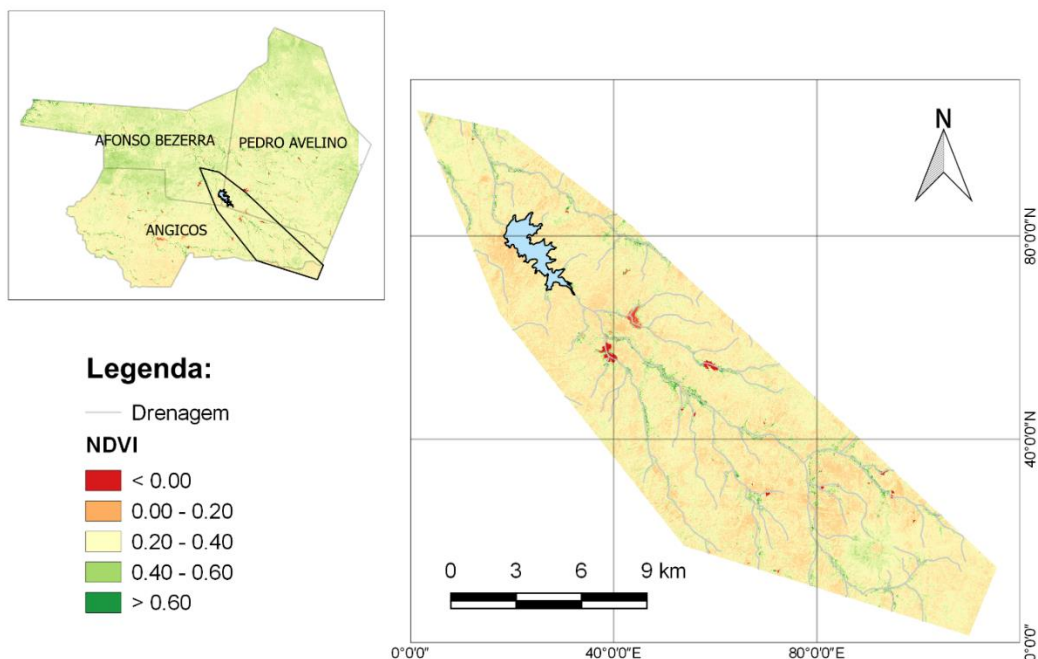 AFONSO BEZERRA
PEDRO AVELINO
ANGICOS
Legenda:
Drenagem
NDVI
< 0.00
0.00 - 0.20
0.20 - 0.40
0.40 - 0.60
> 0.60
N
80°0'0"N
40°0'0"N
0°0'0"
0 3 6 9 km
0°0'0" 40°0'0"E 80°0'0"E